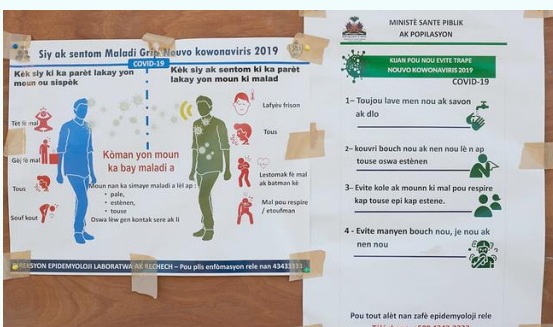 Siy ak sentom Maladi Grip Nouvo kowonaviris 2019
COVID-19
Kèk siy ki ka parèt lakay yon
moun ou sispèk
Kèk sentom ki ka parèt
lakay yon moun ki malad
Tèt fè mal
Gòj fè mal
Tous
Souf kout
Kòman yon moun
ka bay maladi a
Moun nan ka simaye maladi a lè l ap :
• pale,
• estènen,
• touse
Oswa lèw gen kontak sere ak li
Lafyèv frison
Tous
Lestomak fè mal
ak batman kè
Mal pou respire
/ etoufman
EPIDEMYOLOJI LABORATWA AK RECHECH – Pou plis enfòmasyon rele nan
MINISTÈ SANTE PIBLIK
AK POPILASYON
KIJAN POU NOU EVITE TRAPE
NOUVO KOWONAVIRIS 2019
COVID-19
1– Toujou lave men nou ak savon
ak dlo
2– kouvri bouch nou ak nen nou lè n ap
touse oswa estènen
3– Evite kole ak mounn ki mal pou respire
kap touse epi kap estene.
4 - Evite manyen bouch nou, je nou ak
nen nou
Pou tout alèt nan zafè epidemyoloji rele